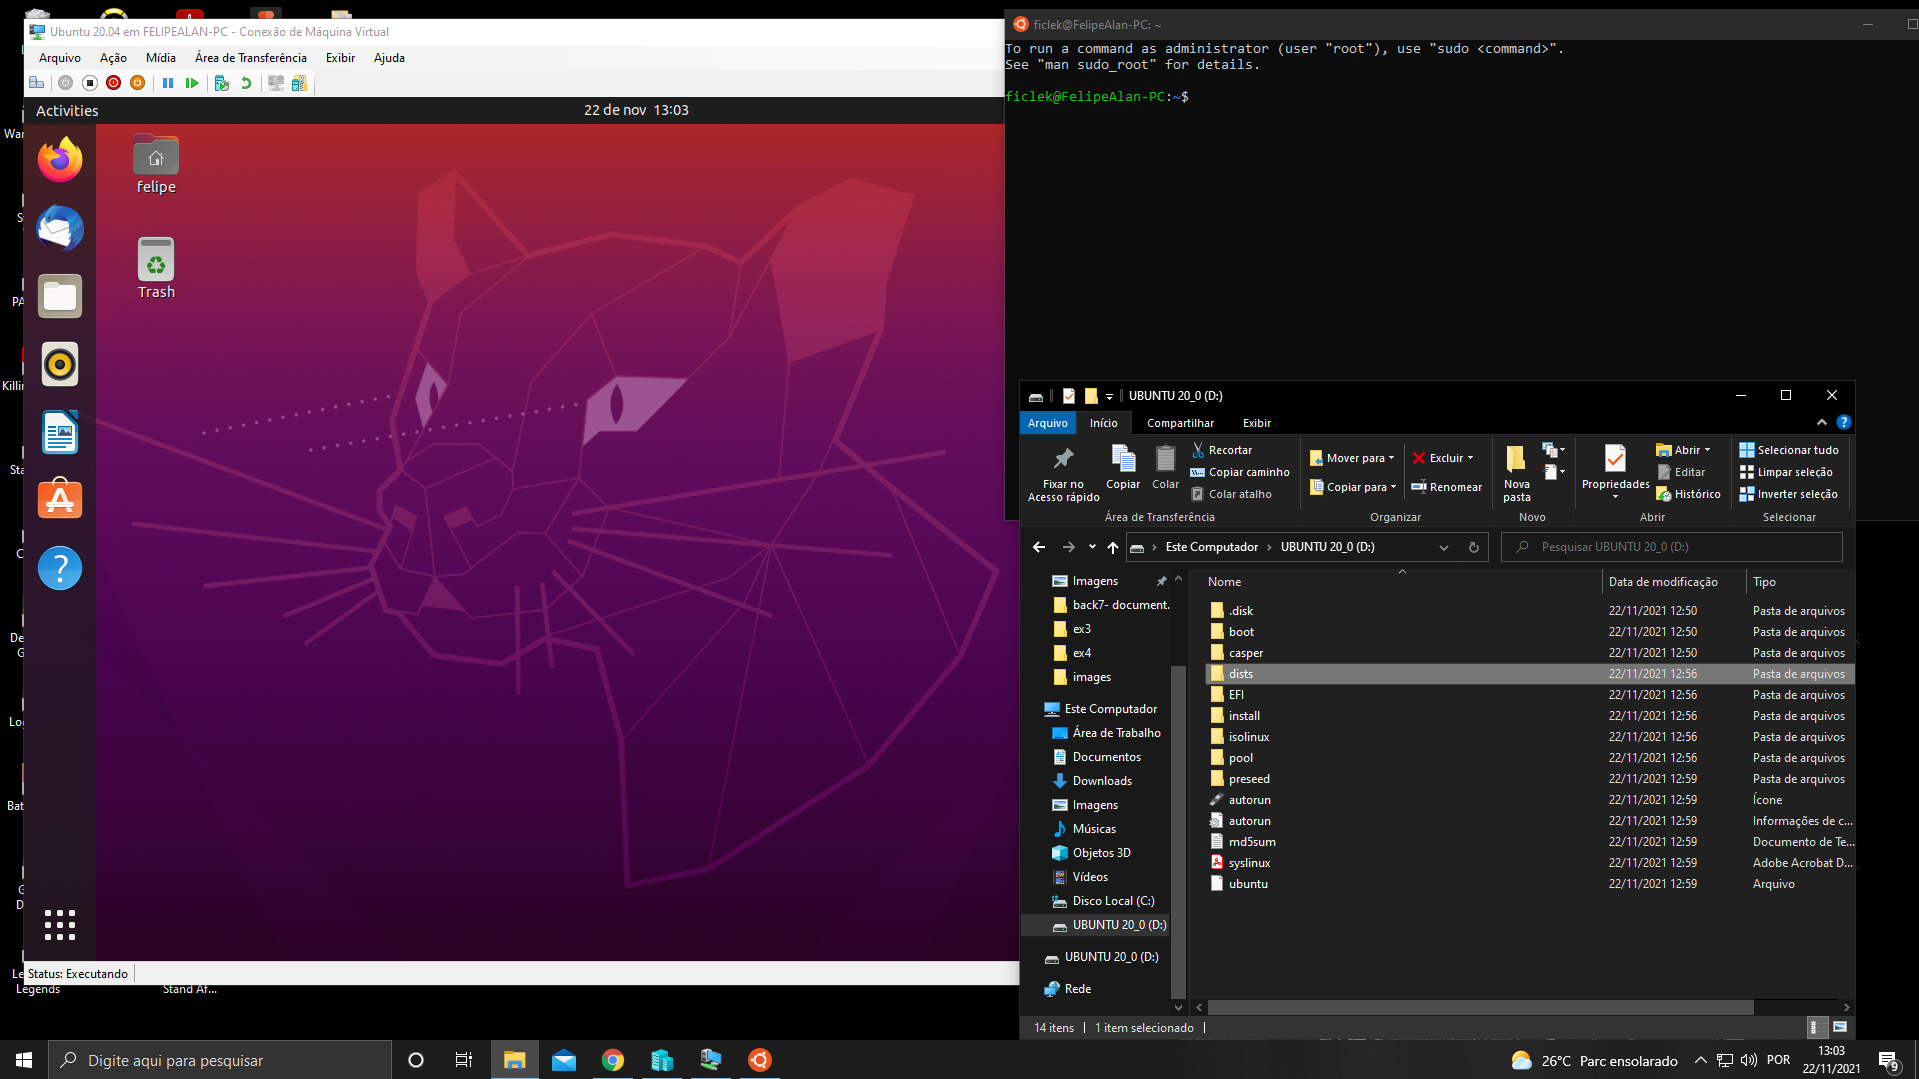 Ubuntu 20.04 em FELIPEALAN-PC - Conexão de Máquina Virtual
Arquivo Ação Mídia Área de Transferência Exibir Ajuda
Activities 22 de nov 13:03
felipe
Trash
Status: Executando
Legends Stand Af...
ficlek@FelipeAlan-PC: ~
To run a command as administrator (user "root"), use "sudo <command>".
See "man sudo_root" for details.
ficlek@FelipeAlan-PC:~$
UBUNTU 20_0 (D:)
Arquivo Início Compartilhar Exibir
Fixar no
Acesso rápido
Copiar
Colar
Recortar
Copiar caminho
Colar atalho
Área de Transferência
Mover para
Copiar para
Excluir
Renomear
Organizar
Nova
pasta
Novo
Propriedades
Abrir
Editar
Histórico
Abrir
Selecionar tudo
Limpar seleção
Inverter seleção
Selecionar
Este Computador UBUNTU 20_0 (D:)
Pesquisar UBUNTU 20_0 (D:)
Imagens
back7- document.
ex3
ex4
images
Este Computador
Área de Trabalho
Documentos
Downloads
Imagens
Músicas
Objetos 3D
Vídeos
Disco Local (C:)
UBUNTU 20_0 (D:)
UBUNTU 20_0 (D:)
Rede
Nome Data de modificação Tipo
.disk 22/11/2021 12:50 Pasta de arquivos
boot 22/11/2021 12:50 Pasta de arquivos
casper 22/11/2021 12:50 Pasta de arquivos
dists 22/11/2021 12:56 Pasta de arquivos
EFI 22/11/2021 12:56 Pasta de arquivos
install 22/11/2021 12:56 Pasta de arquivos
isolinux 22/11/2021 12:56 Pasta de arquivos
pool 22/11/2021 12:56 Pasta de arquivos
preseed 22/11/2021 12:59 Pasta de arquivos
autorun 22/11/2021 12:59 Ícone
autorun 22/11/2021 12:59 Informações de c...
md5sum 22/11/2021 12:59 Documento de Te...
syslinux 22/11/2021 12:59 Adobe Acrobat D...
ubuntu 22/11/2021 12:59 Arquivo
14 itens 1 item selecionado
Digite aqui para pesquisar
26°C Parc ensolarado
POR
13:03
22/11/2021
9